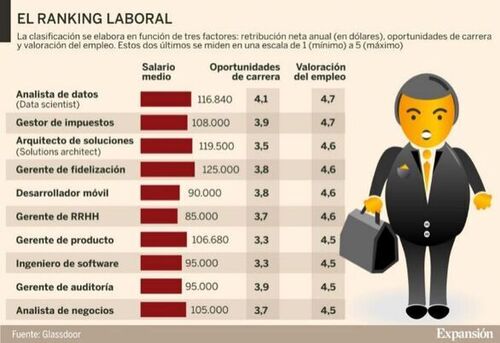 EL RANKING LABORAL
La clasificación se elabora en función de tres factores: retribución neta anual (en dólares), oportunidades de carrera
y valoración del empleo. Estos dos últimos se miden en una escala de 1 (mínimo) a 5 (máximo)
Salario medio Oportunidades de carrera Valoración del empleo
Analista de datos (Data scientist) 116.840 4,1 4,7
Gestor de impuestos 108.000 3,9 4,7
Arquitecto de soluciones (Solutions architect) 119.500 3,5 4,6
Gerente de fidelización 125.000 3,8 4,6
Desarrollador móvil 90.000 3,8 4,6
Gerente de RRHH 85.000 3,7 4,6
Gerente de producto 106.680 3,3 4,5
Ingeniero de software 95.000 3,3 4,5
Gerente de auditoría 95.000 3,9 4,5
Analista de negocios 105.000 3,7 4,5
Fuente: Glassdoor Expansión